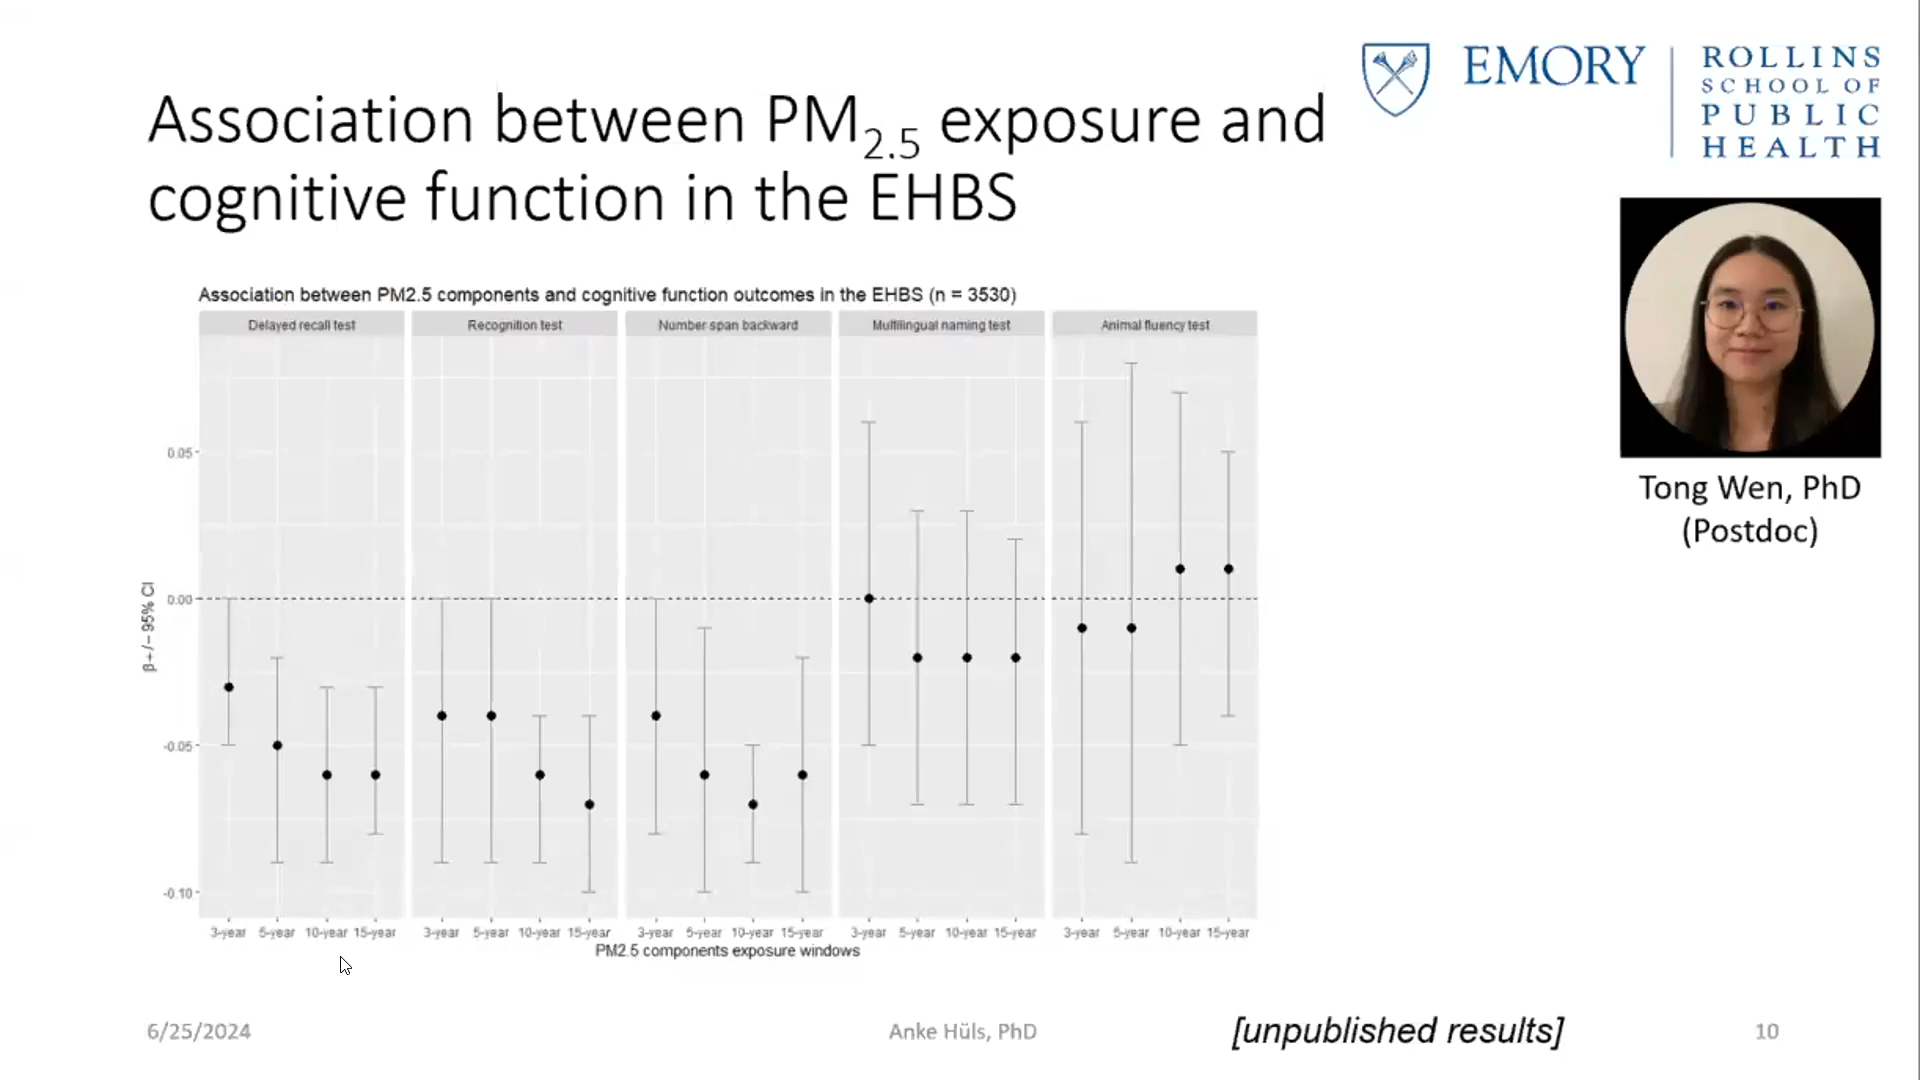 EMORY
ROLLINS
SCHOOL OF
PUBLIC
HEALTH
Association between PM2.5 exposure and
cognitive function in the EHBS
Tong Wen, PhD
(Postdoc)
Association between PM2.5 components and cognitive function outcomes in the EHBS (n = 3530)
Delayed recall test Recognition test Number span backward Multilingual naming test Animal fluency test
β+/− 95% CI
0.05
0.00
-0.05
-0.10
3-year 5-year 10-year 15-year 3-year 5-year 10-year 15-year 3-year 5-year 10-year 15-year 3-year 5-year 10-year 15-year 3-year 5-year 10-year 15-year
PM2.5 components exposure windows
6/25/2024 Anke Hüls, PhD [unpublished results] 10